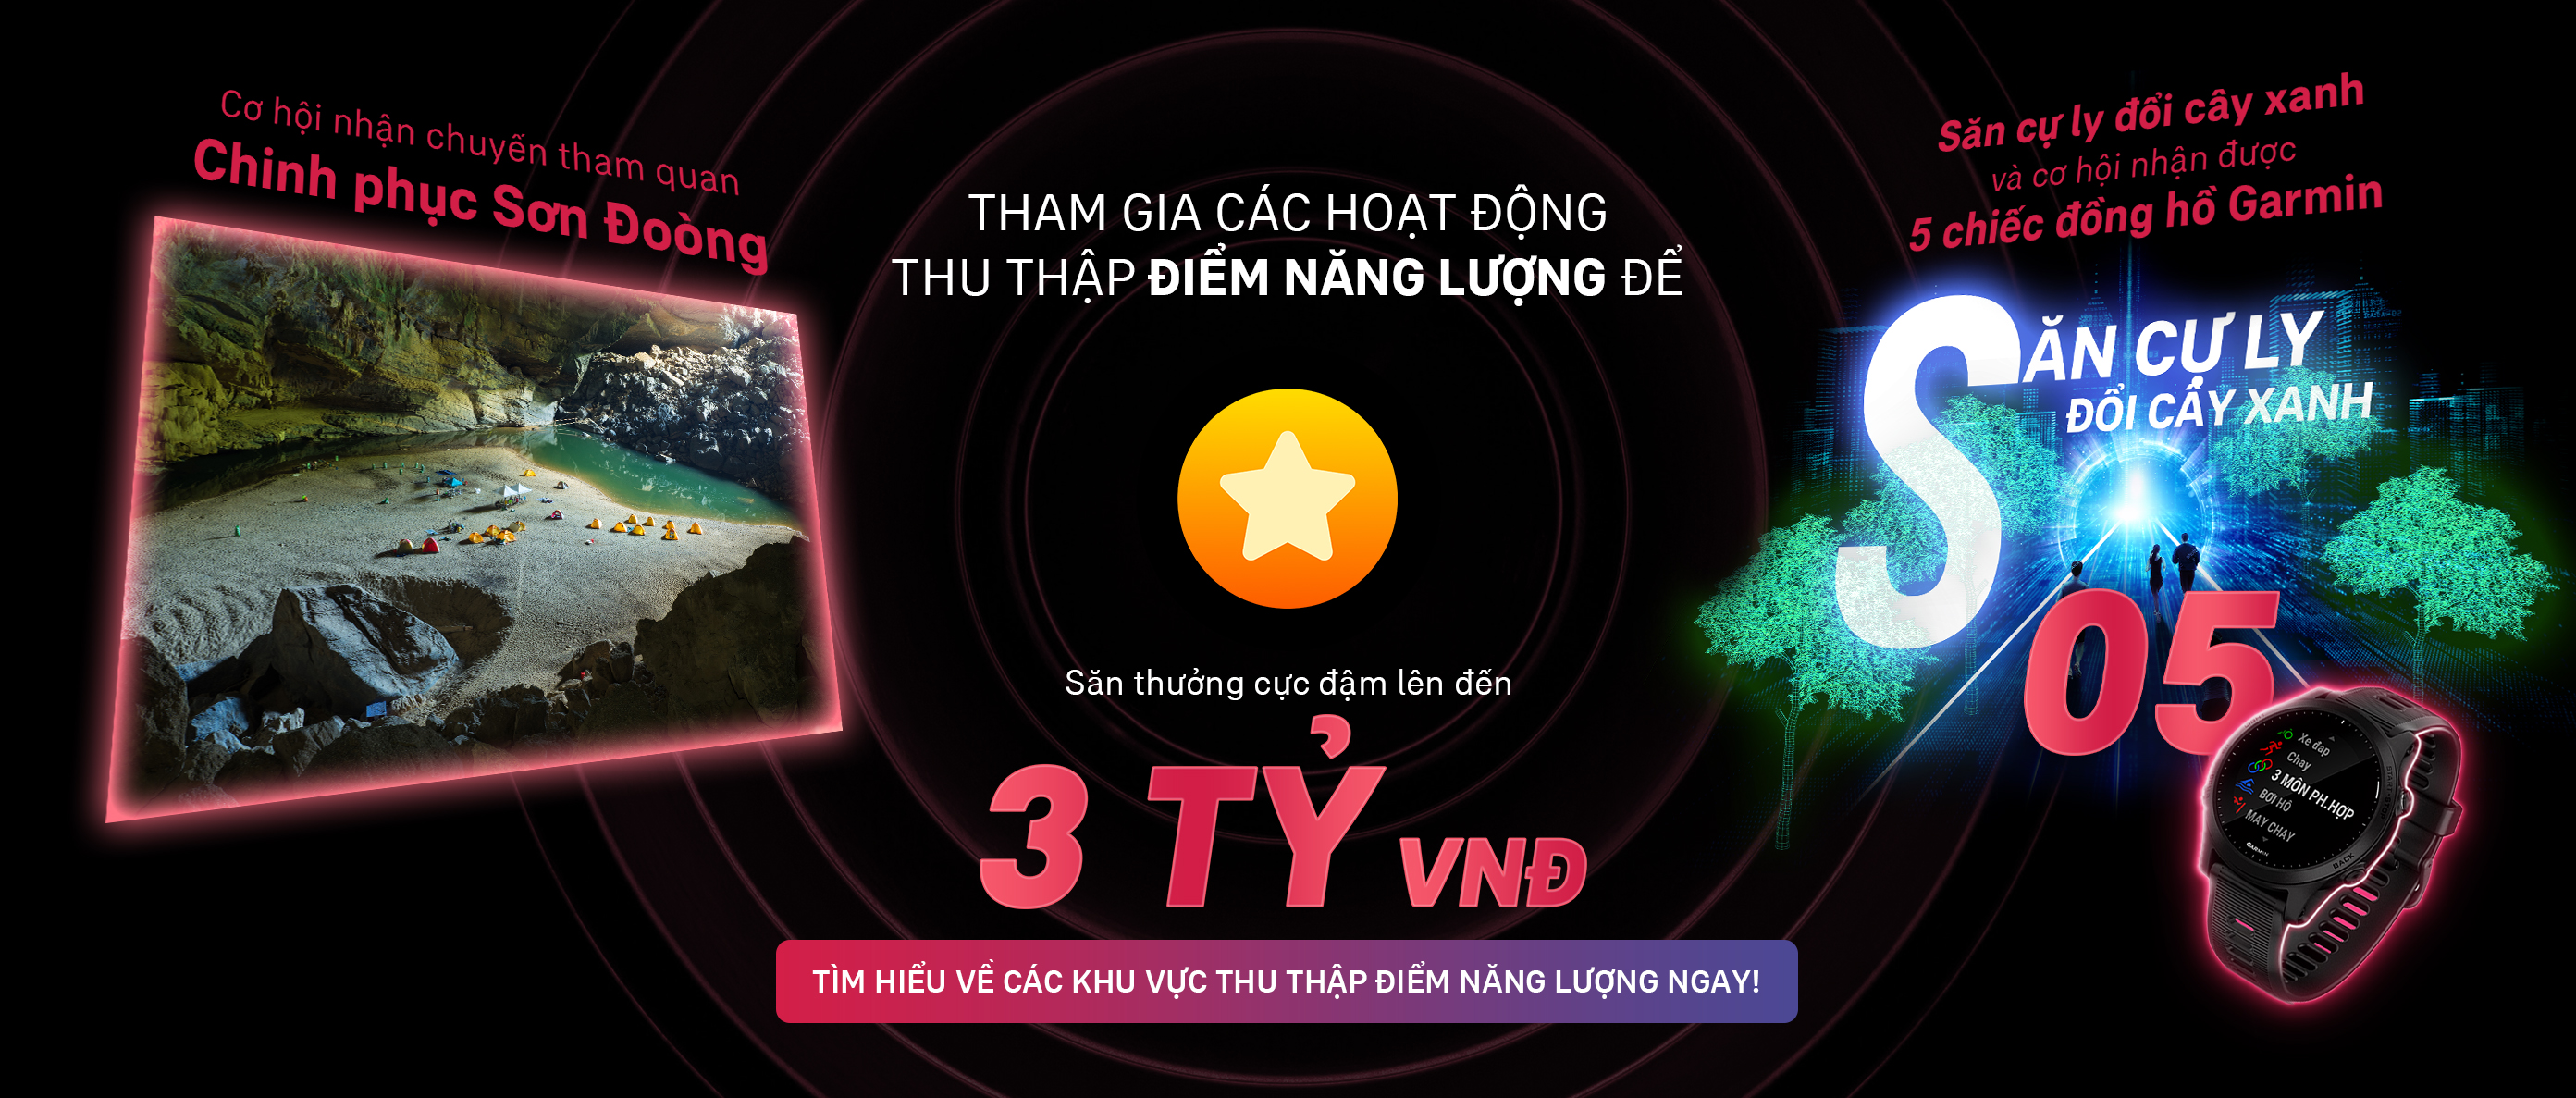 Cơ hội nhận chuyến tham quan
Chinh phục Sơn Đoòng
THAM GIA CÁC HOẠT ĐỘNG
THU THẬP ĐIỂM NĂNG LƯỢNG ĐỂ
Săn thưởng cực đậm lên đến
3 TỶ VNĐ
TÌM HIỂU VỀ CÁC KHU VỰC THU THẬP ĐIỂM NĂNG LƯỢNG NGAY!
Săn cự ly đổi cây xanh
và cơ hội nhận được
5 chiếc đồng hồ Garmin
SĂN CỰ LY
ĐỔI CÂY XANH
05
Xe đạp
Chạy
3 MÔN PH.HỢP
BƠI HỒ
MAY CHAY
GARMIN
BACK
START·STOP